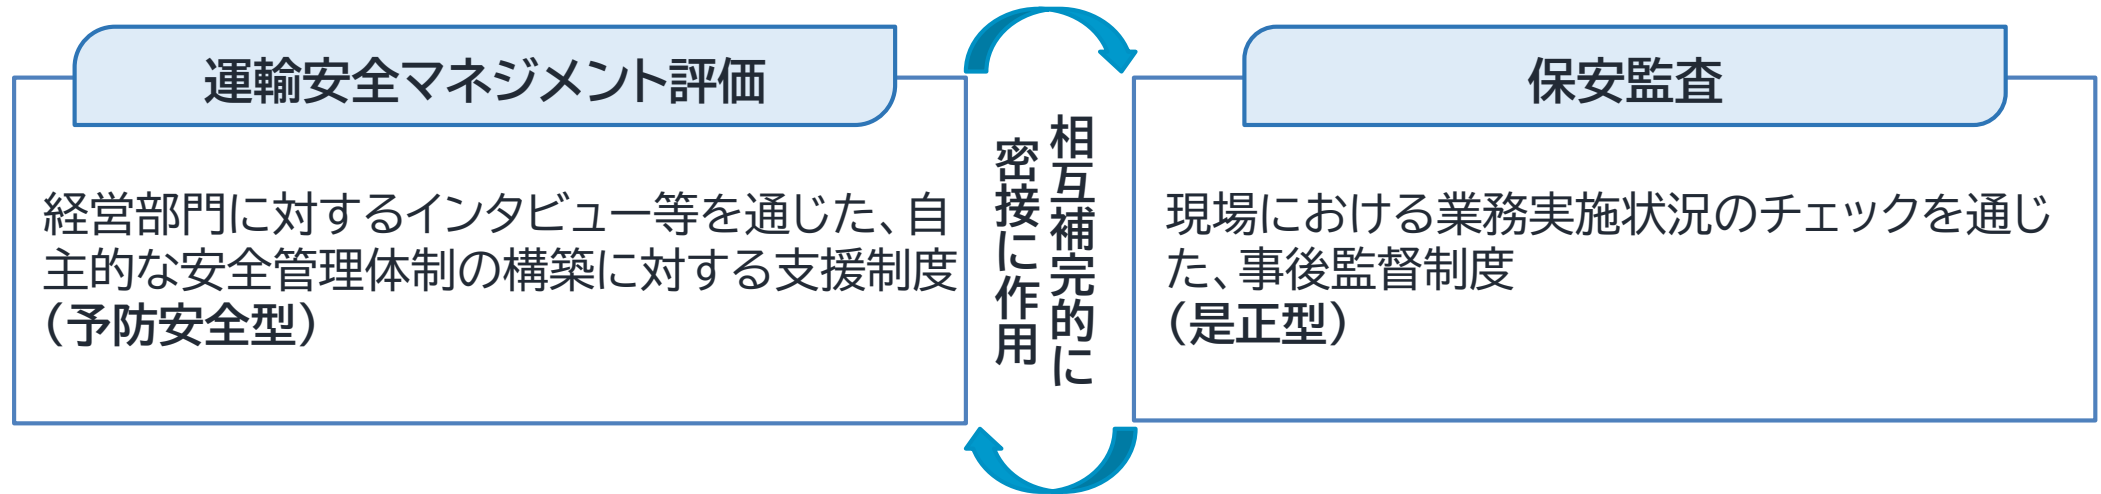 運輸安全マネジメント評価
経営部門に対するインタビュー等を通じた、自
主的な安全管理体制の構築に対する支援制度
（予防安全型）
相互補完的に
密接に作用
保安監査
現場における業務実施状況のチェックを通じ
た、事後監督制度
（是正型）